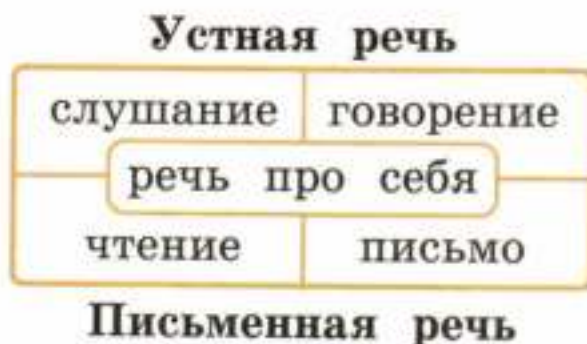 Устная речь
слушание говорение
речь про себя
чтение письмо
Письменная речь